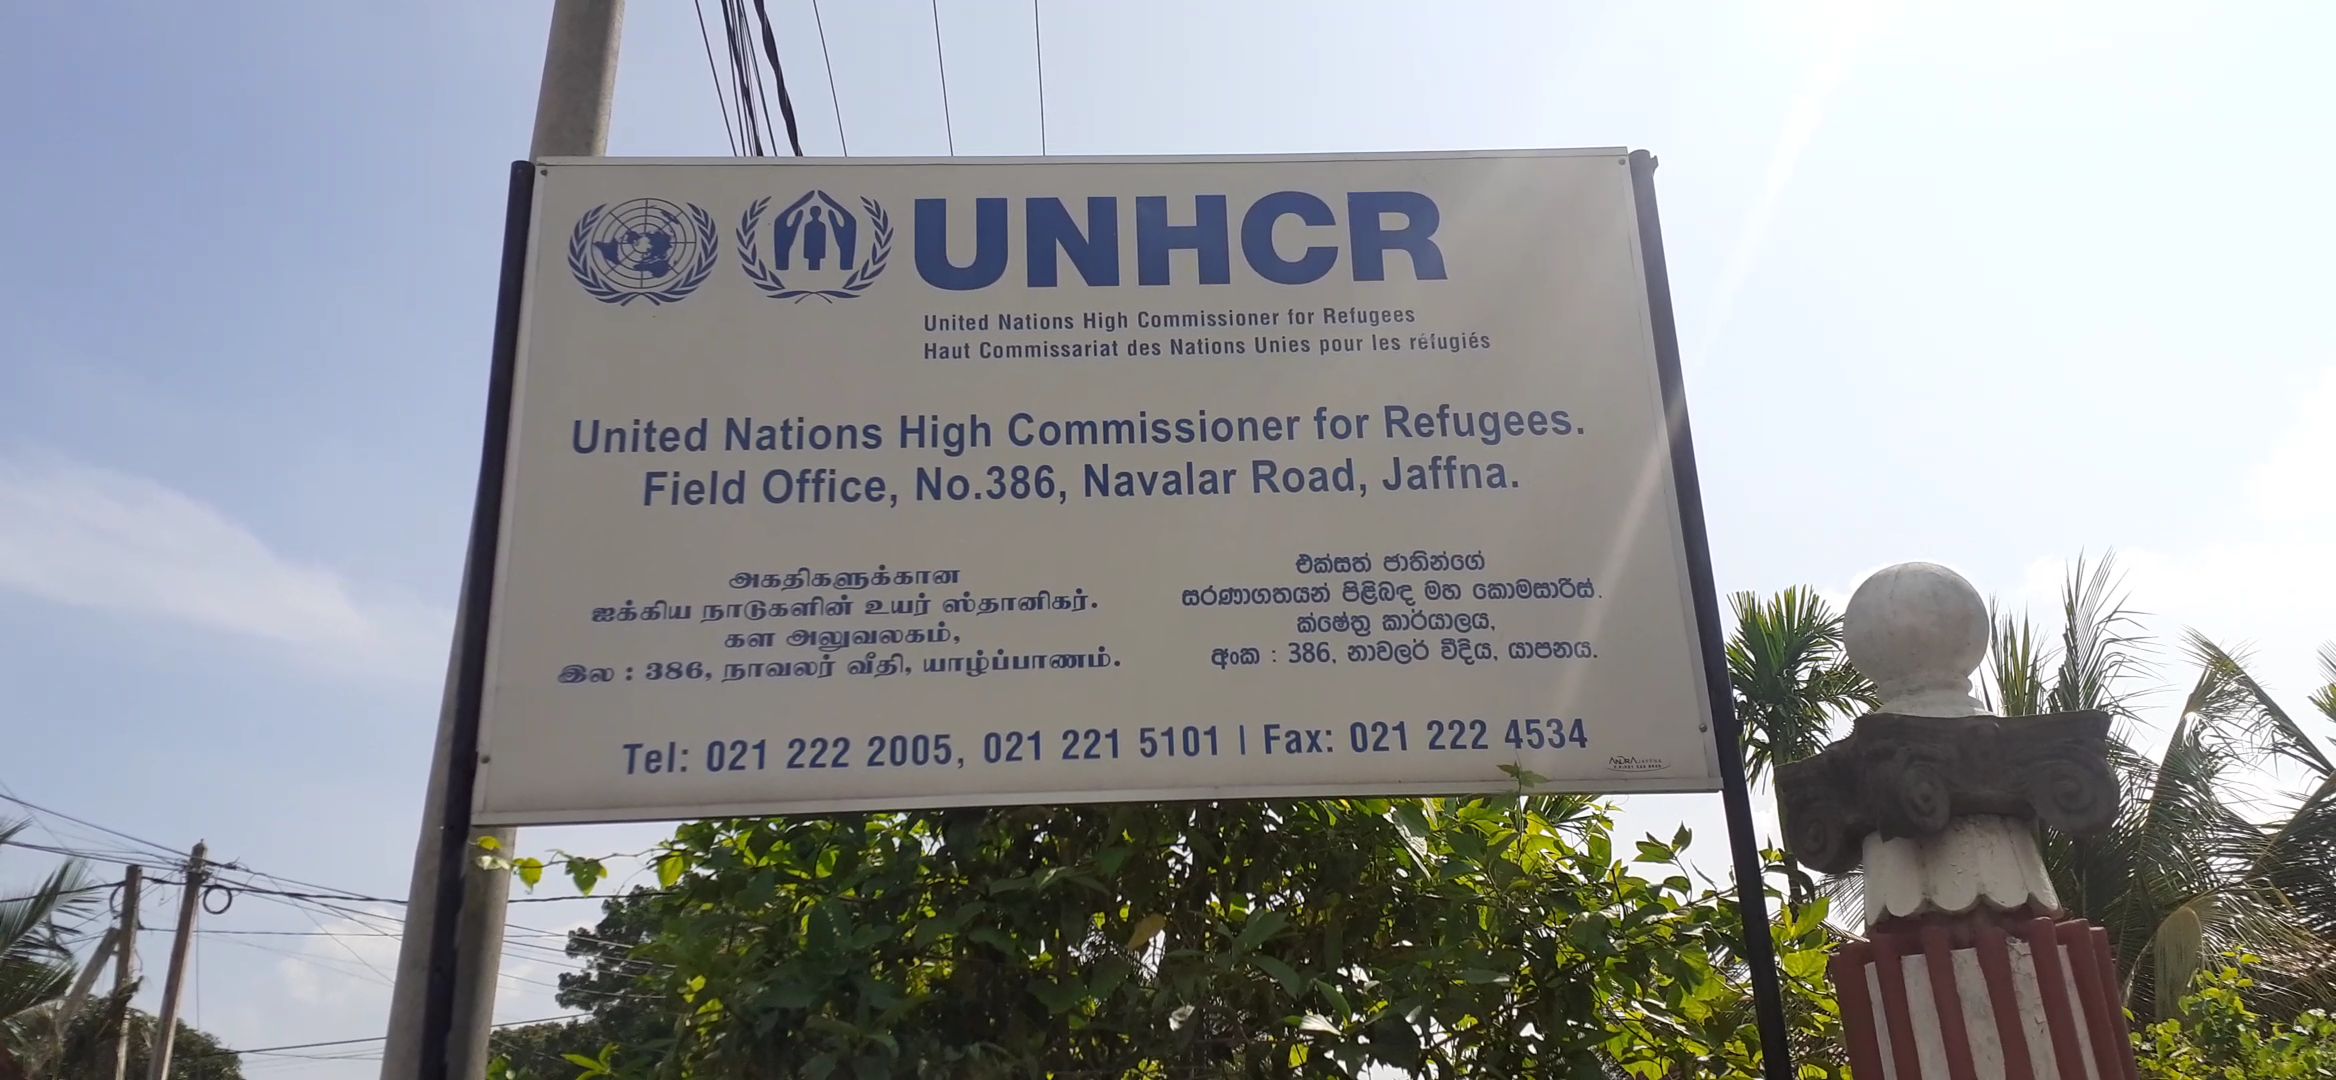 UNHCR
United Nations High Commissioner for Refugees
Haut Commissariat des Nations Unies pour les réfugiés
United Nations High Commissioner for Refugees.
Field Office, No.386, Navalar Road, Jaffna.
அகதிகளுக்கான
ஐக்கிய நாடுகளின் உயர் ஸ்தானிகர்.
கள அலுவலகம்,
இல : 386, நாவலர் வீதி, யாழ்ப்பாணம்.
එක්සත් ජාතින්ගේ
සරණාගතයන් පිළිබඳ මහ කොමසාරිස්.
ක්ෂේත්‍ර කාර්යාලය,
අංක : 386, නාවලර් වීදිය, යාපනය.
Tel: 021 222 2005, 021 221 5101 | Fax: 021 222 4534